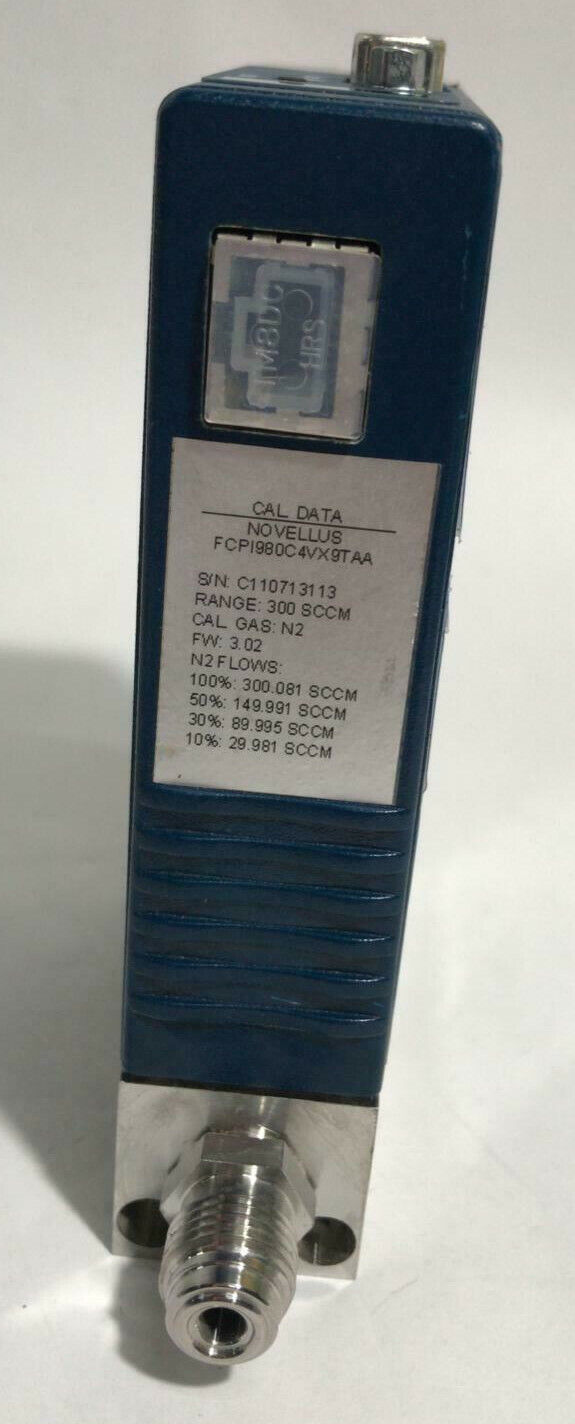 TM8DC
HRS
CAL DATA
NOVELLUS
FCPI980C4VX9TAA
S/N: C110713113
RANGE: 300 SCCM
CAL. GAS: N2
FW: 3.02
N2 FLOWS:
100%: 300.081 SCCM
50%: 149.991 SCCM
30%: 89.995 SCCM
10%: 29.981 SCCM